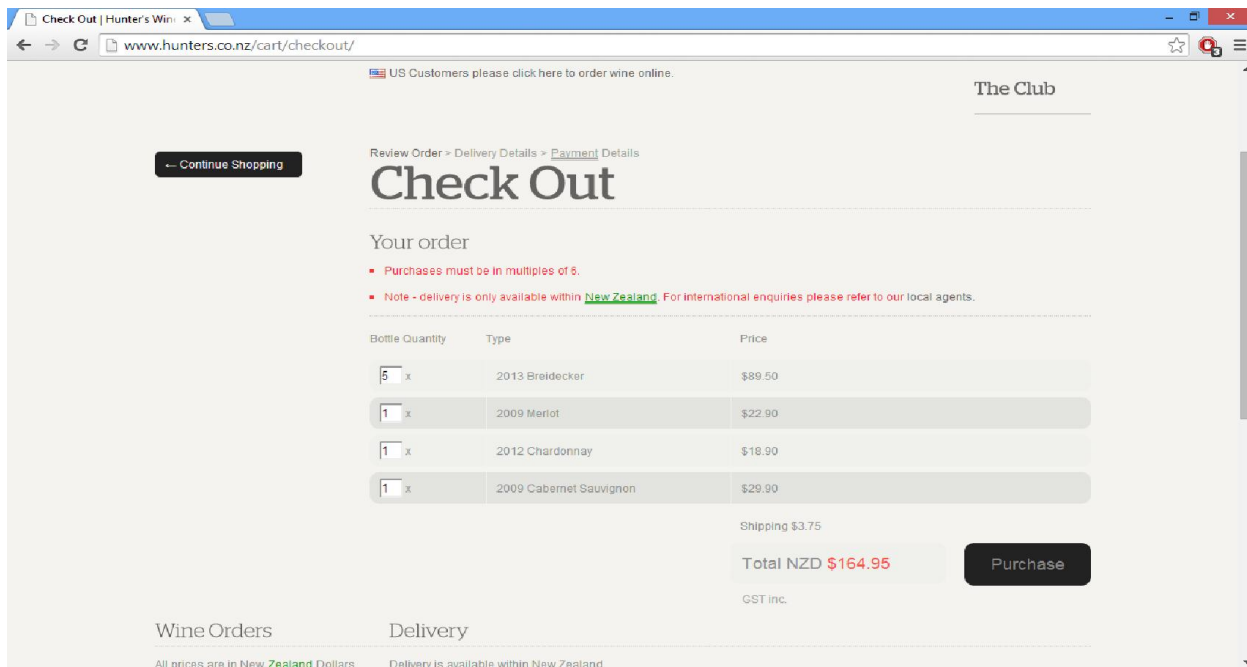 Check Out | Hunter's Win
www.hunters.co.nz/cart/checkout/
US Customers please click here to order wine online.
The Club
← Continue Shopping
Review Order > Delivery Details > Payment Details
Check Out
Your order
Purchases must be in multiples of 6.
Note - delivery is only available within New Zealand. For international enquiries please refer to our local agents.
Bottle Quantity Type Price
5 x 2013 Breidecker $89.50
1 x 2009 Merlot $22.90
1 x 2012 Chardonnay $18.90
1 x 2009 Cabernet Sauvignon $29.90
Shipping $3.75
Total NZD $164.95 Purchase
GST inc.
Wine Orders Delivery
All prices are in New Zealand Dollars Delivery is available within New Zealand